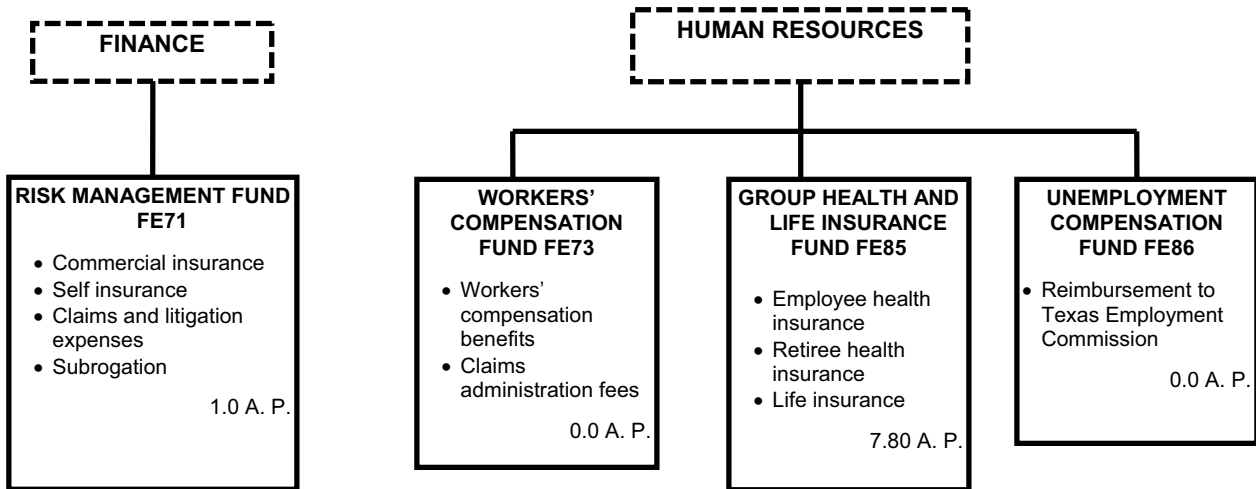 FINANCE
HUMAN RESOURCES
RISK MANAGEMENT FUND
FE71
• Commercial insurance
• Self insurance
• Claims and litigation
expenses
• Subrogation
1.0 A. P.
WORKERS’
COMPENSATION
FUND FE73
• Workers’
compensation
benefits
• Claims
administration fees
0.0 A. P.
GROUP HEALTH AND
LIFE INSURANCE
FUND FE85
• Employee health
insurance
• Retiree health
insurance
• Life insurance
7.80 A. P.
UNEMPLOYMENT
COMPENSATION
FUND FE86
• Reimbursement to
Texas Employment
Commission
0.0 A. P.